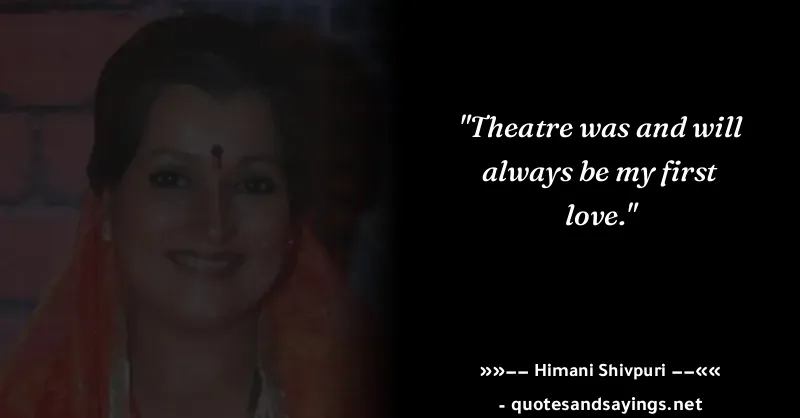 "Theatre was and will
always be my first
love."
»»−− Himani Shivpuri −−««
- quotesandsayings.net